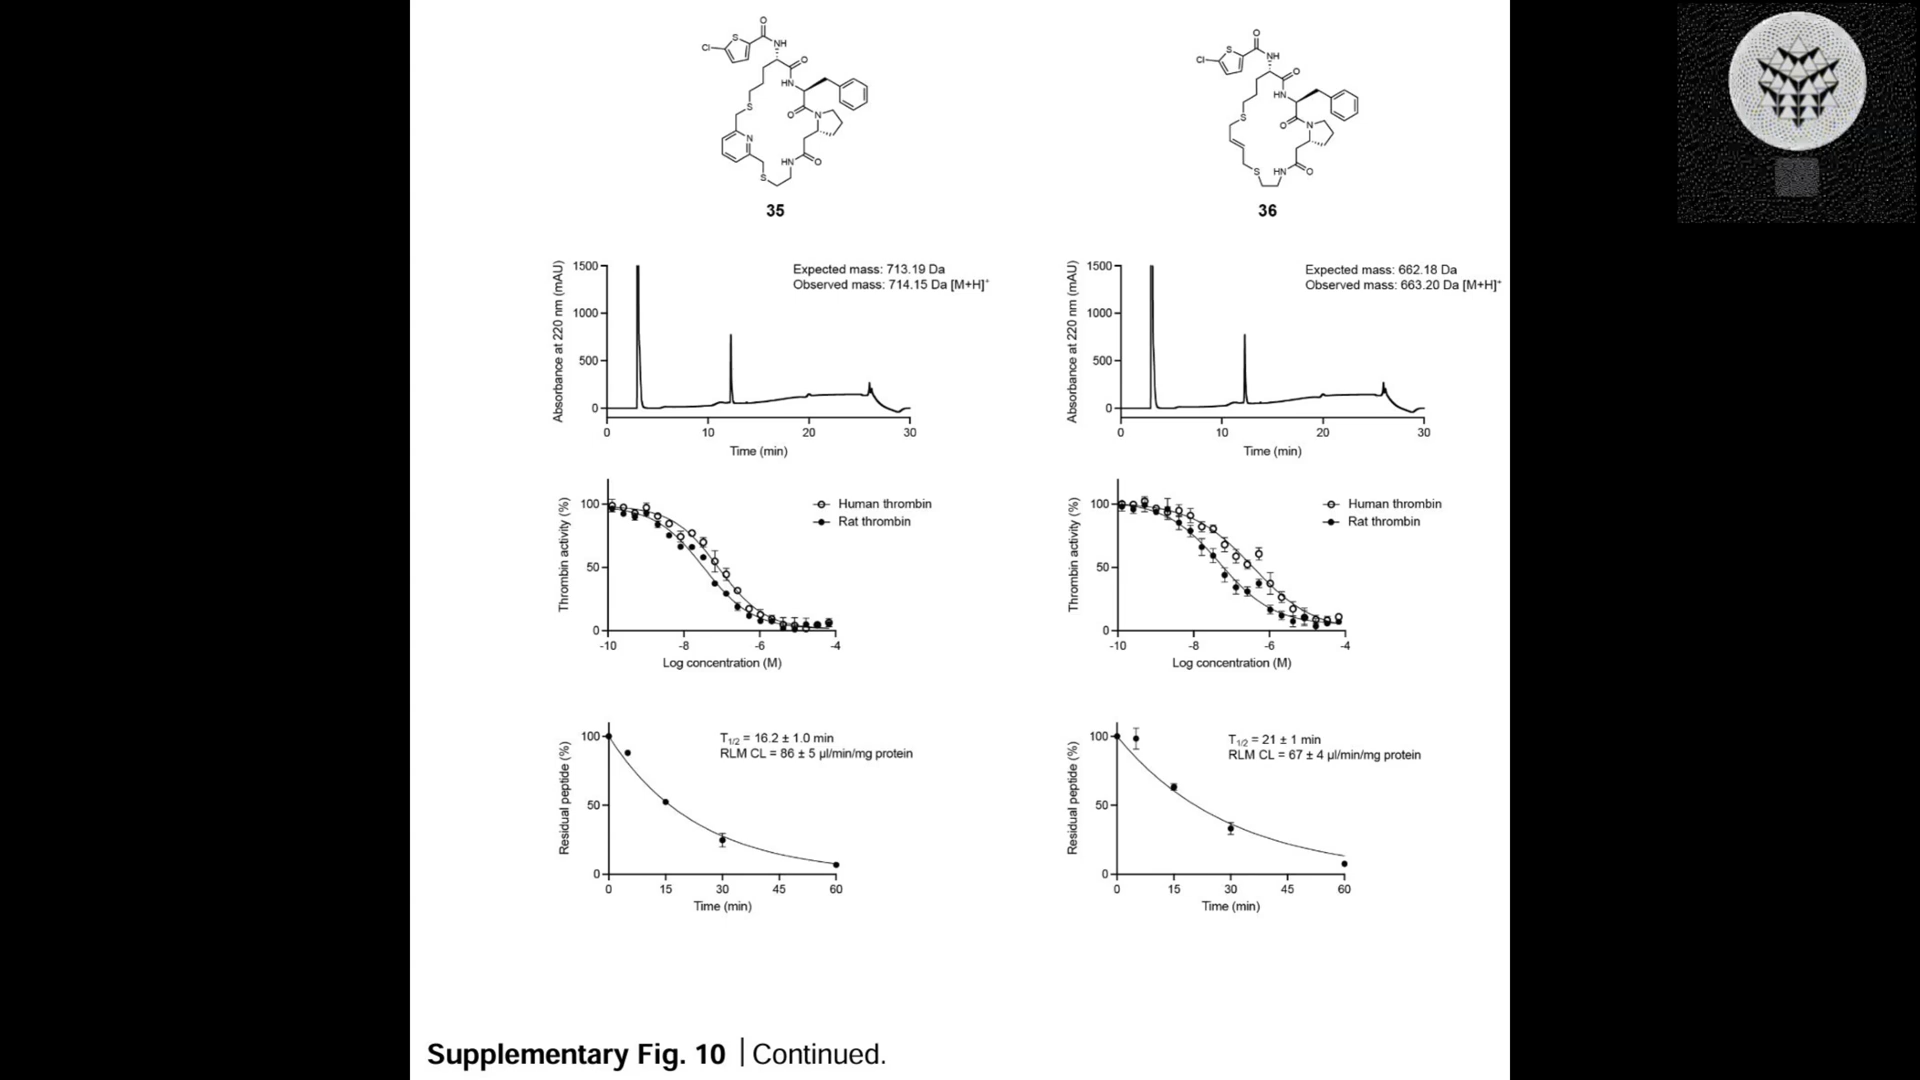 Cl
S
O
NH
O
HN
S
O
N
N
HN
O
S
35
Cl
S
O
NH
O
HN
S
O
N
S
HN
O
36
Absorbance at 220 nm (mAU)
1500
1000
500
0
Expected mass: 713.19 Da
Observed mass: 714.15 Da [M+H]⁺
0 10 20 30
Time (min)
Absorbance at 220 nm (mAU)
1500
1000
500
0
Expected mass: 662.18 Da
Observed mass: 663.20 Da [M+H]⁺
0 10 20 30
Time (min)
Thrombin activity (%)
100
50
0
Human thrombin
Rat thrombin
-10 -8 -6 -4
Log concentration (M)
Thrombin activity (%)
100
50
0
Human thrombin
Rat thrombin
-10 -8 -6 -4
Log concentration (M)
Residual peptide (%)
100
50
0
T1/2 = 16.2 ± 1.0 min
RLM CL = 86 ± 5 µl/min/mg protein
0 15 30 45 60
Time (min)
Residual peptide (%)
100
50
0
T1/2 = 21 ± 1 min
RLM CL = 67 ± 4 µl/min/mg protein
0 15 30 45 60
Time (min)
Supplementary Fig. 10 | Continued.